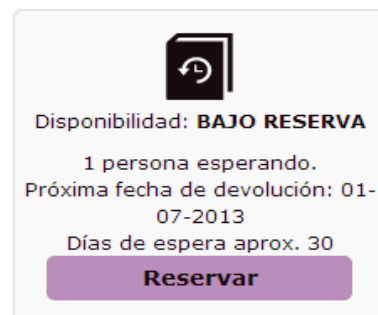 Disponibilidad: BAJO RESERVA
1 persona esperando.
Próxima fecha de devolución: 01-
07-2013
Días de espera aprox. 30
Reservar